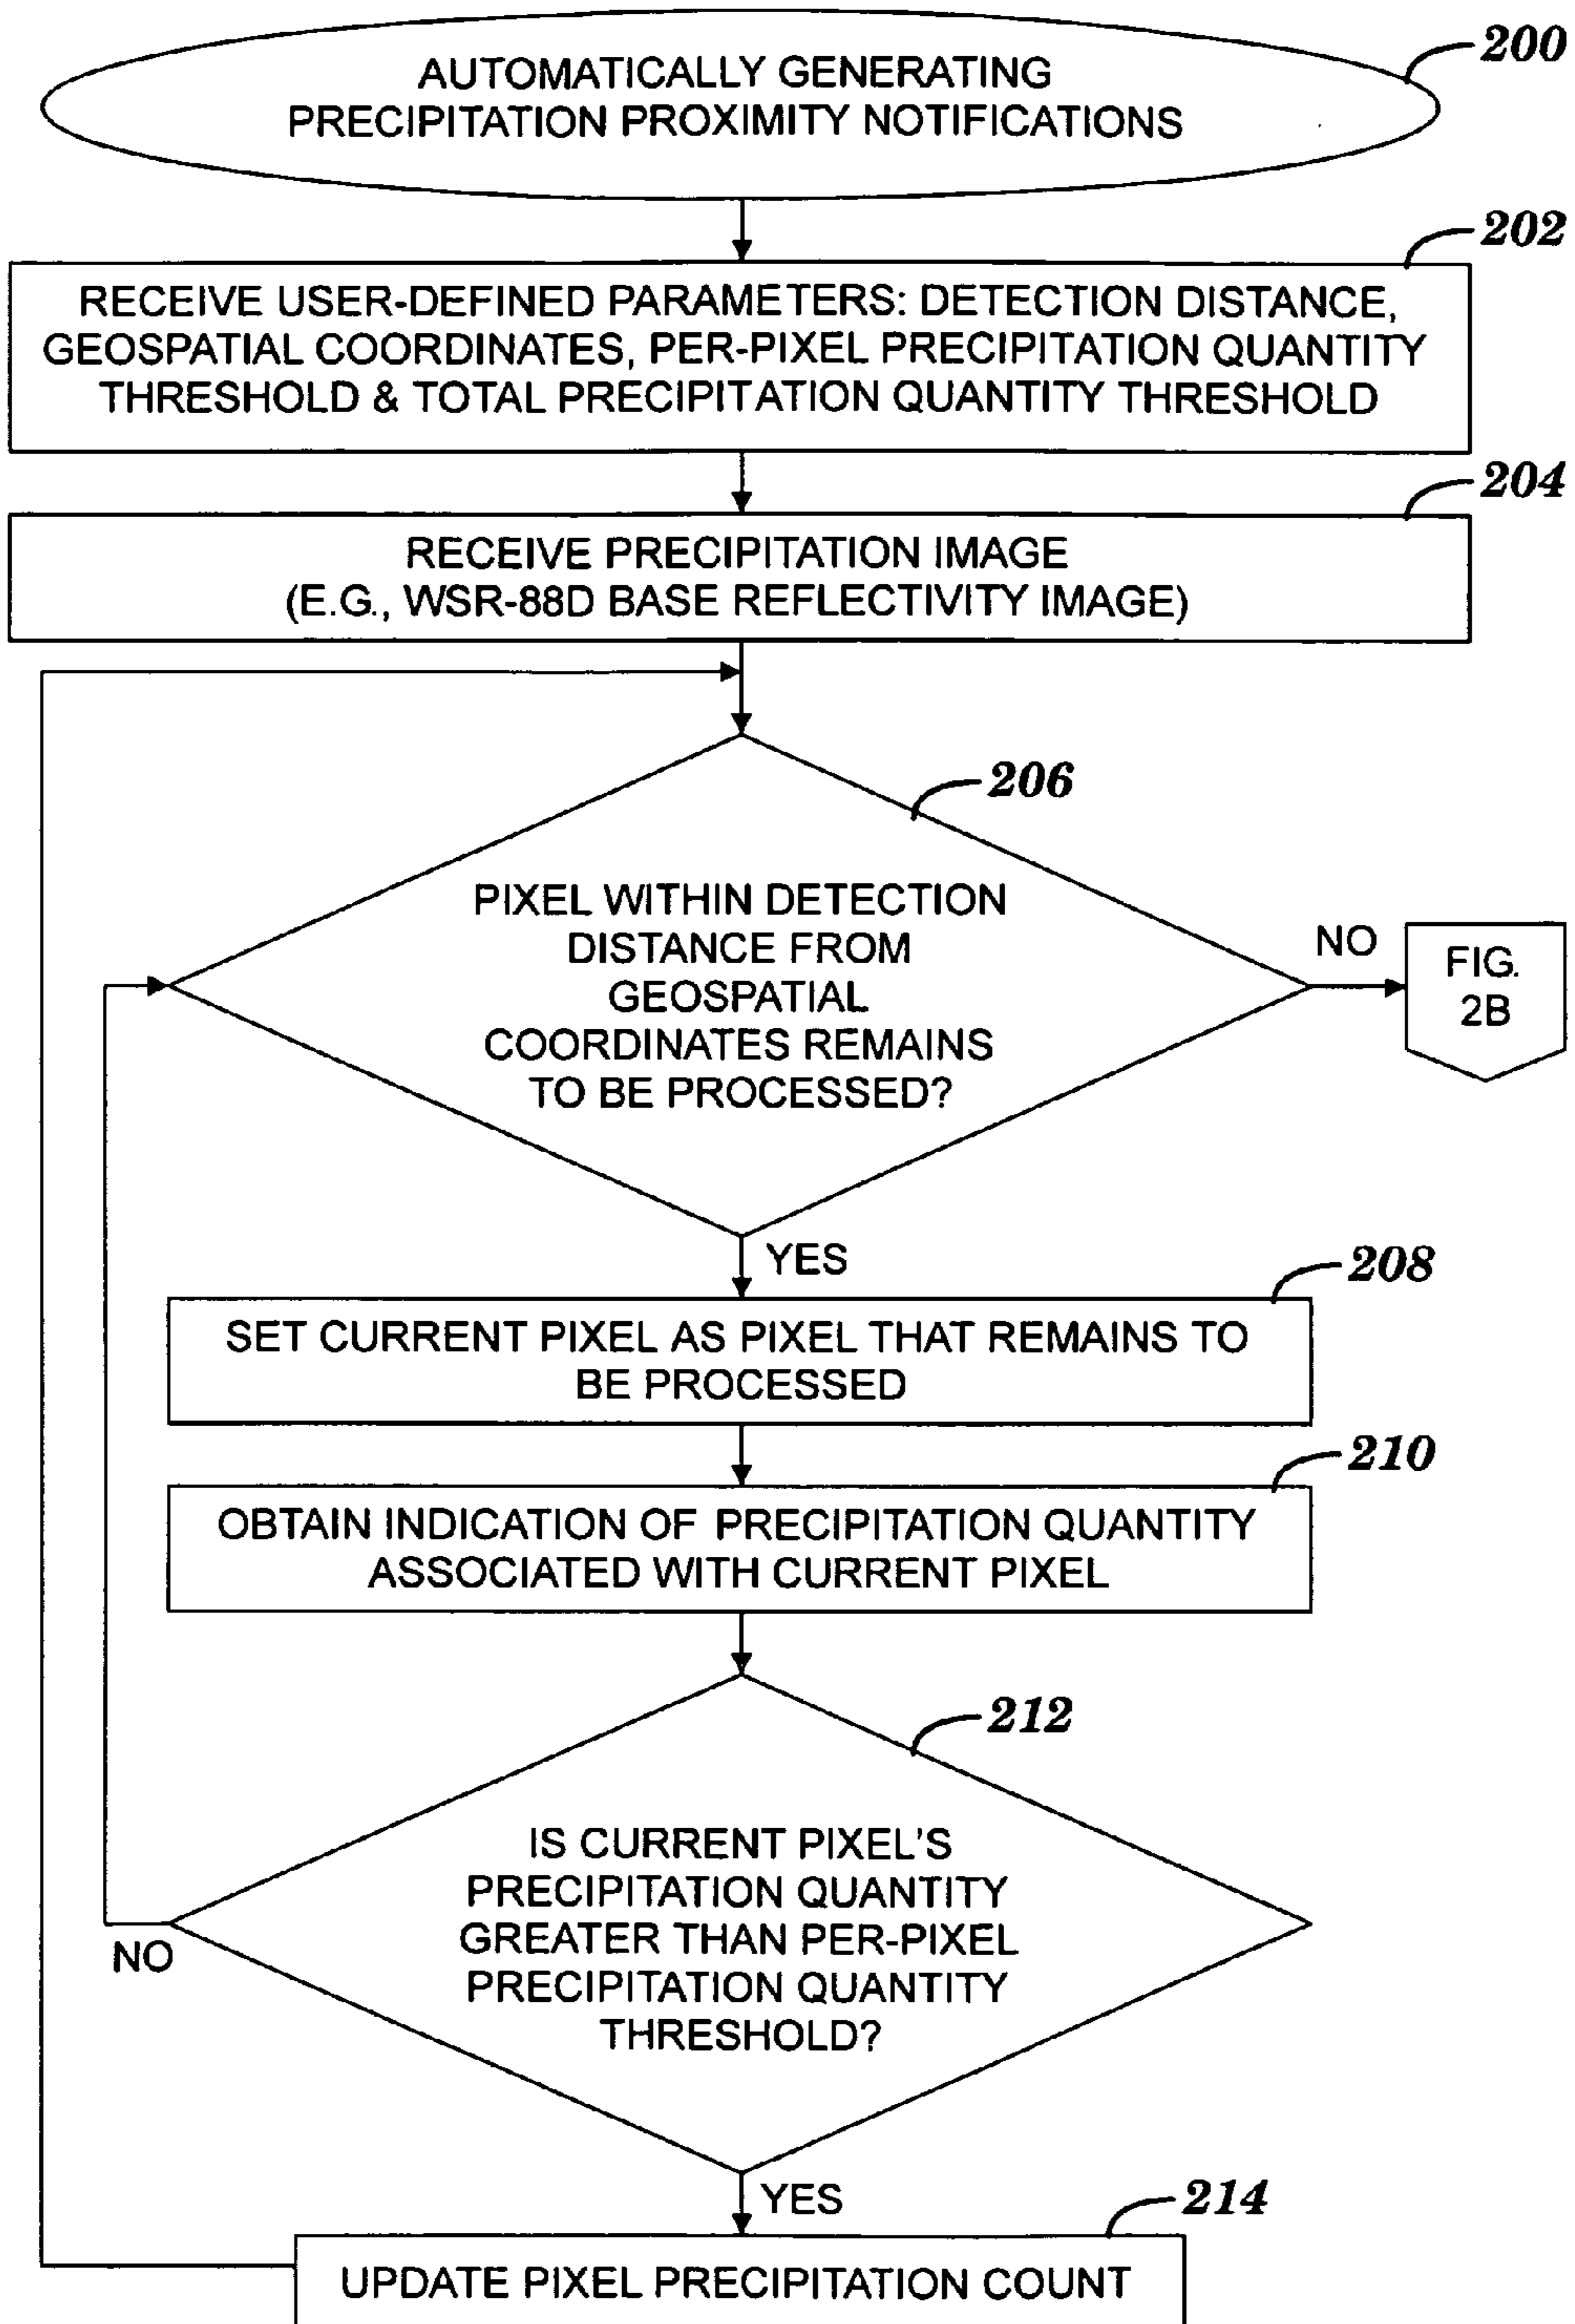 200
AUTOMATICALLY GENERATING
PRECIPITATION PROXIMITY NOTIFICATIONS
202
RECEIVE USER-DEFINED PARAMETERS: DETECTION DISTANCE,
GEOSPATIAL COORDINATES, PER-PIXEL PRECIPITATION QUANTITY
THRESHOLD & TOTAL PRECIPITATION QUANTITY THRESHOLD
204
RECEIVE PRECIPITATION IMAGE
(E.G., WSR-88D BASE REFLECTIVITY IMAGE)
206
PIXEL WITHIN DETECTION
DISTANCE FROM
GEOSPATIAL
COORDINATES REMAINS
TO BE PROCESSED?
NO
FIG.
2B
YES
208
SET CURRENT PIXEL AS PIXEL THAT REMAINS TO
BE PROCESSED
210
OBTAIN INDICATION OF PRECIPITATION QUANTITY
ASSOCIATED WITH CURRENT PIXEL
212
IS CURRENT PIXEL'S
PRECIPITATION QUANTITY
GREATER THAN PER-PIXEL
PRECIPITATION QUANTITY
THRESHOLD?
NO
YES
214
UPDATE PIXEL PRECIPITATION COUNT